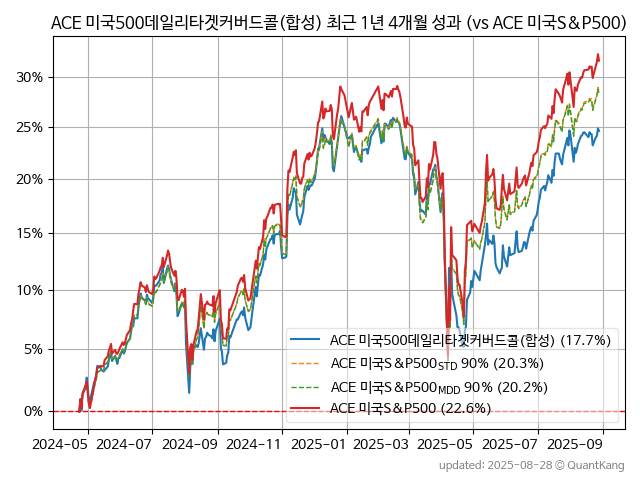 ACE 미국500데일리타겟커버드콜(합성) 최근 1년 4개월 성과 (vs ACE 미국S&P500)
30%
25%
20%
15%
10%
5%
0%
ACE 미국500데일리타겟커버드콜(합성) (17.7%)
ACE 미국S&P500STD 90% (20.3%)
ACE 미국S&P500MDD 90% (20.2%)
ACE 미국S&P500 (22.6%)
2024-05 2024-07 2024-09 2024-11 2025-01 2025-03 2025-05 2025-07 2025-09
updated: 2025-08-28 © QuantKang